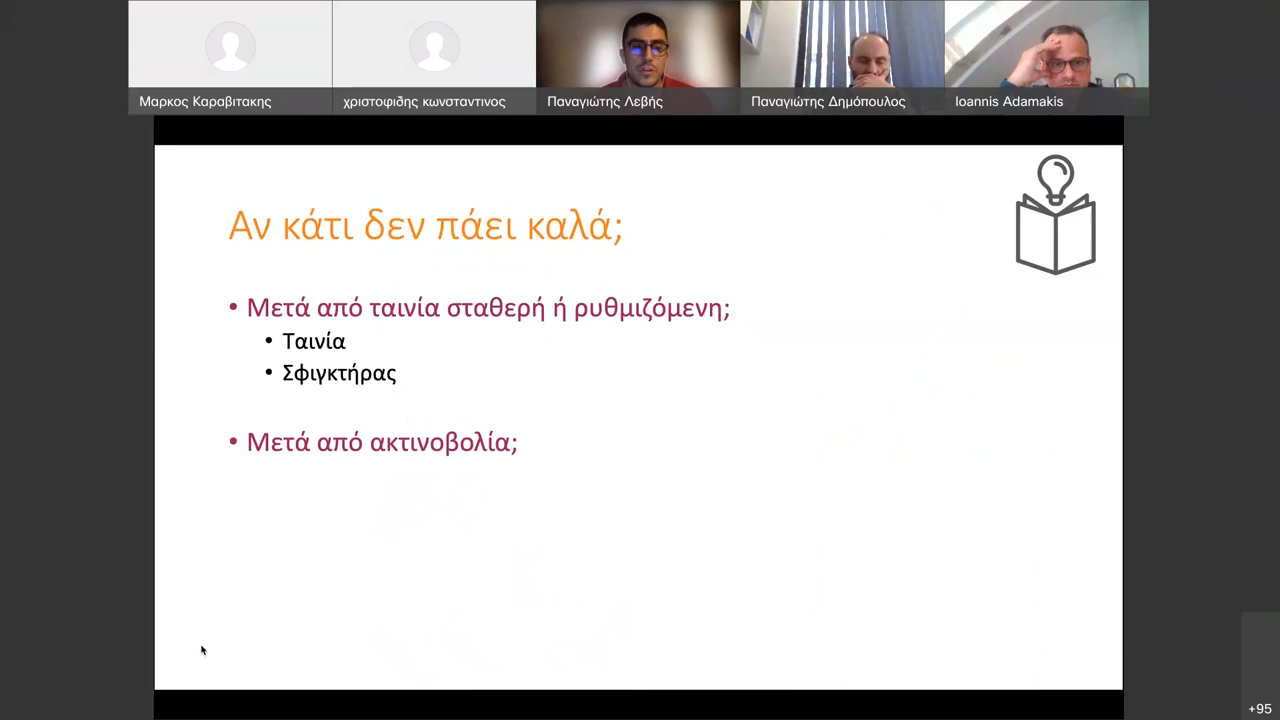 Μαρκος Καραβιτακης
χριστοφιδης κωνσταντινος
Παναγιώτης Λεβής
Παναγιώτης Δημόπουλος
Ioannis Adamakis
Αν κάτι δεν πάει καλά;
• Μετά από ταινία σταθερή ή ρυθμιζόμενη;
• Ταινία
• Σφιγκτήρας
• Μετά από ακτινοβολία;
+95